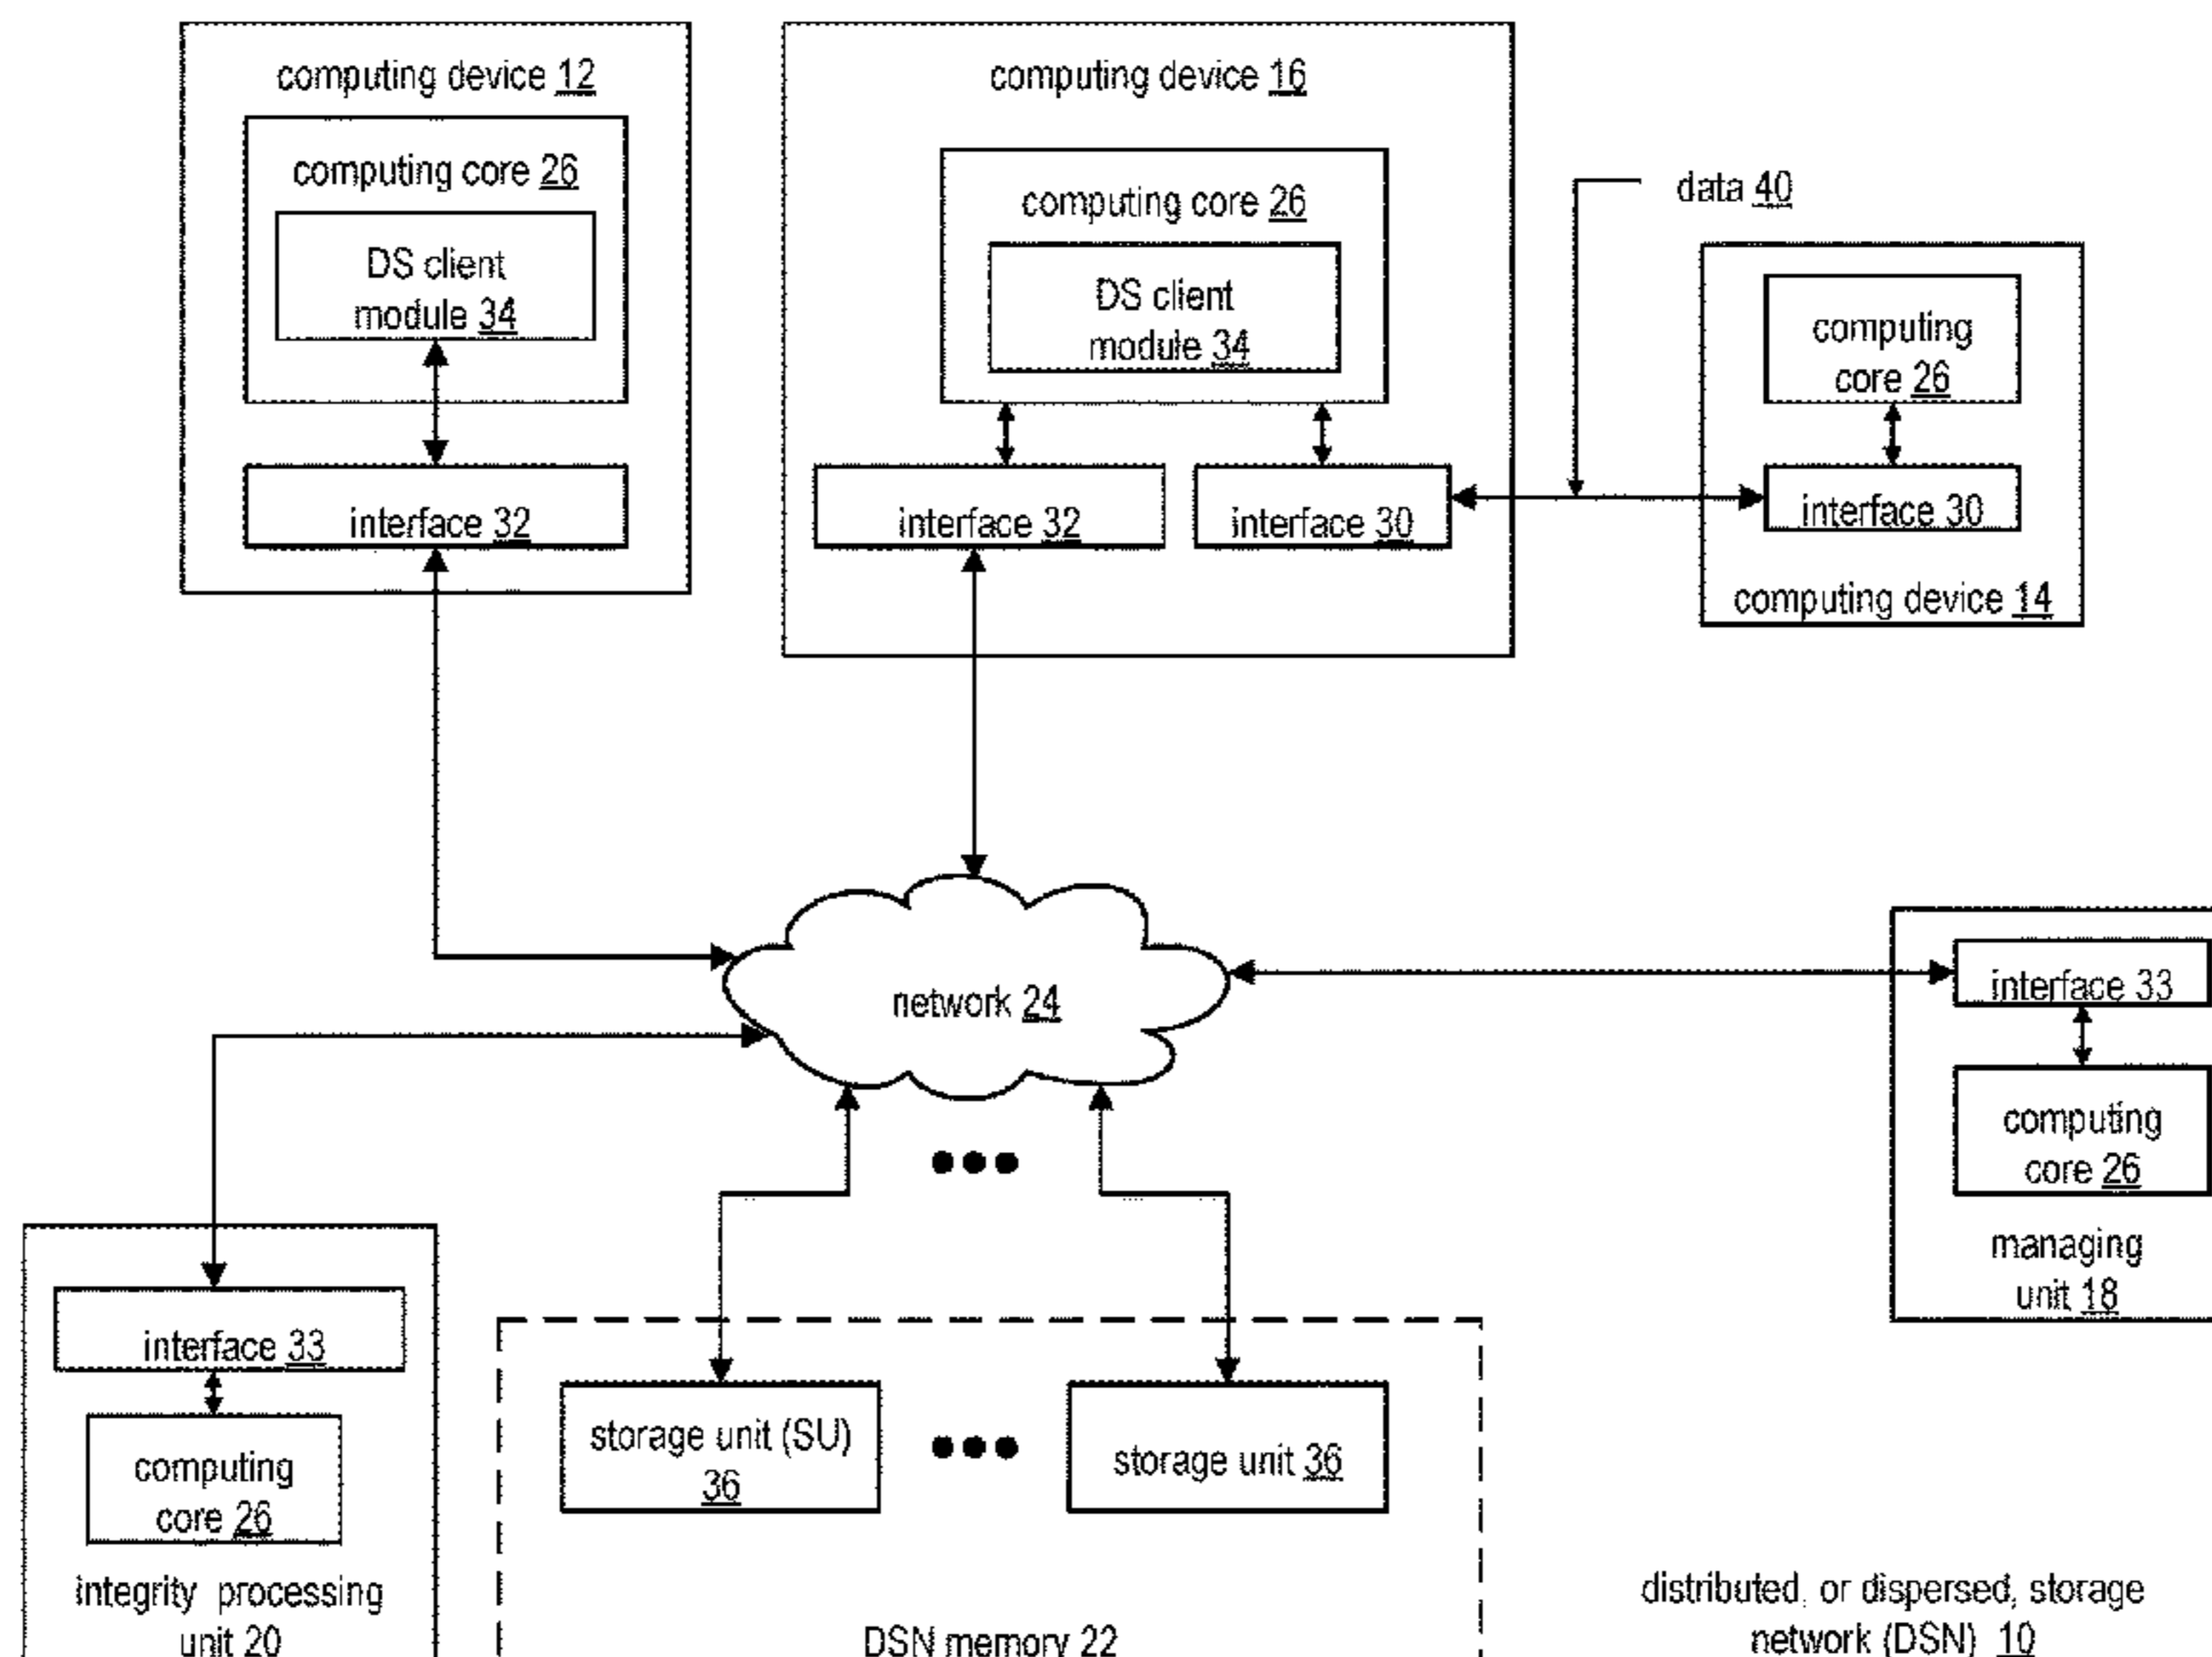 computing device 12
computing core 26
DS client
module 34
interface 32
computing device 16
computing core 26
DS client
module 34
interface 32
interface 30
data 40
computing
core 26
interface 30
computing device 14
network 24
interface 33
computing
core 26
managing
unit 18
interface 33
computing
core 26
integrity processing
unit 20
storage unit (SU)
36
storage unit 36
DSN memory 22
distributed, or dispersed, storage
network (DSN) 10